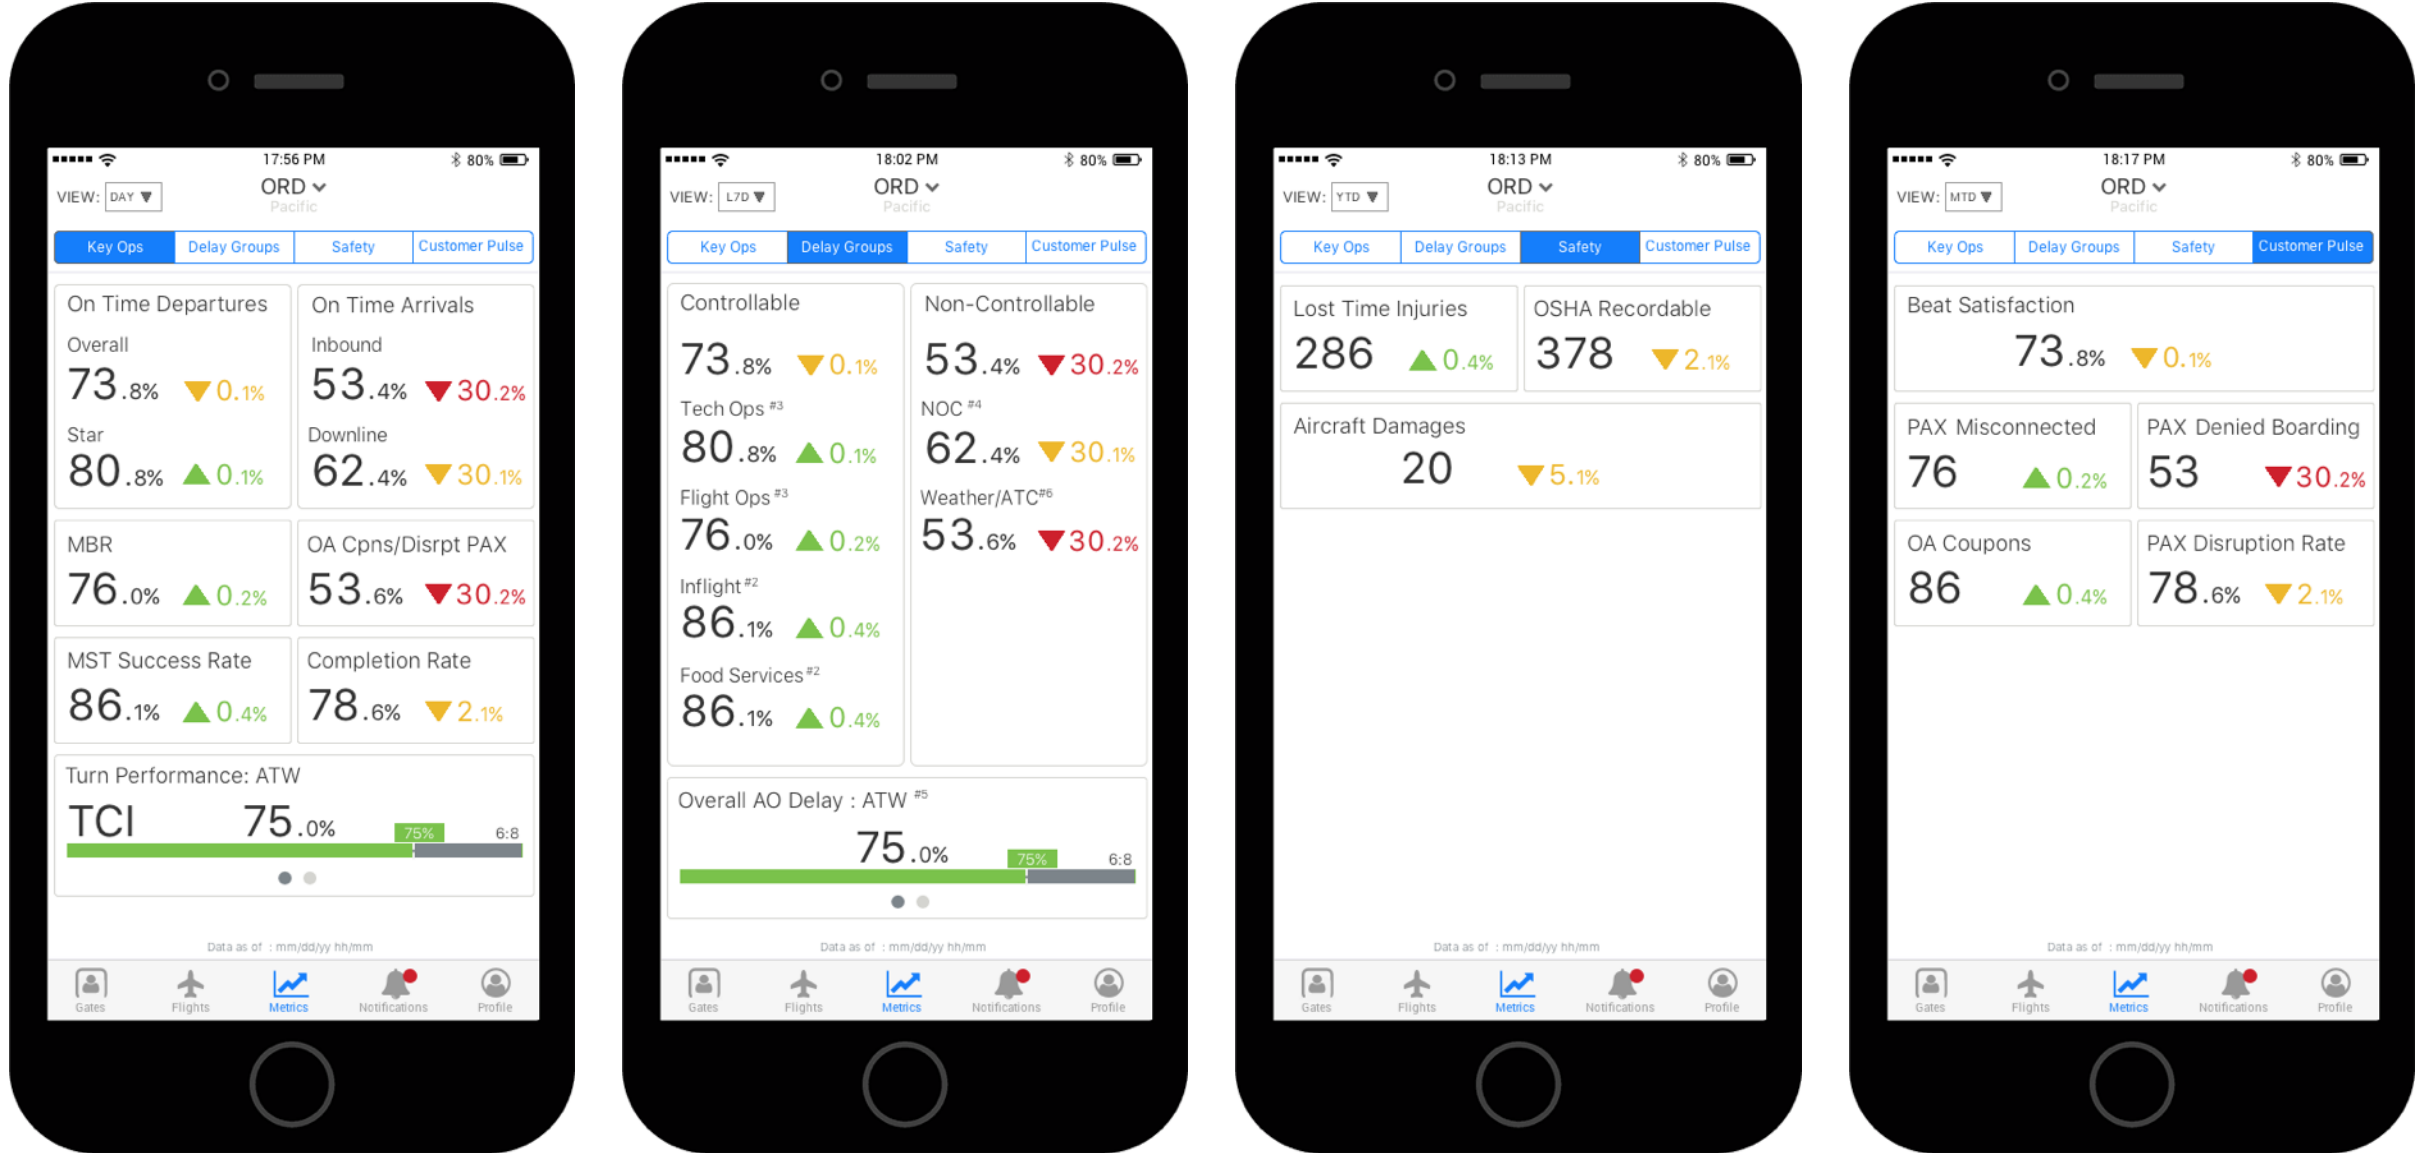 17:56 PM
80%
VIEW: DAY
ORD
Pacific
Key Ops Delay Groups Safety Customer Pulse
On Time Departures
Overall
73.8% 0.1%
Star
80.8% 0.1%
On Time Arrivals
Inbound
53.4% 30.2%
Downline
62.4% 30.1%
MBR
76.0% 0.2%
OA Cpns/Disrpt PAX
53.6% 30.2%
MST Success Rate
86.1% 0.4%
Completion Rate
78.6% 2.1%
Turn Performance: ATW
TCI 75.0%
75% 6:8
Data as of : mm/dd/yy hh/mm
Gates Flights Metrics Notifications Profile
18:02 PM
80%
VIEW: L7D
ORD
Pacific
Key Ops Delay Groups Safety Customer Pulse
Controllable
73.8% 0.1%
Tech Ops #3
80.8% 0.1%
Flight Ops #3
76.0% 0.2%
Inflight #2
86.1% 0.4%
Food Services #2
86.1% 0.4%
Non-Controllable
53.4% 30.2%
NOC #4
62.4% 30.1%
Weather/ATC #6
53.6% 30.2%
Overall AO Delay : ATW #5
75.0%
75% 6:8
Data as of : mm/dd/yy hh/mm
Gates Flights Metrics Notifications Profile
18:13 PM
80%
VIEW: YTD
ORD
Pacific
Key Ops Delay Groups Safety Customer Pulse
Lost Time Injuries
286 0.4%
OSHA Recordable
378 2.1%
Aircraft Damages
20 5.1%
Data as of : mm/dd/yy hh/mm
Gates Flights Metrics Notifications Profile
18:17 PM
80%
VIEW: MTD
ORD
Pacific
Key Ops Delay Groups Safety Customer Pulse
Beat Satisfaction
73.8% 0.1%
PAX Misconnected
76 0.2%
PAX Denied Boarding
53 30.2%
OA Coupons
86 0.4%
PAX Disruption Rate
78.6% 2.1%
Data as of : mm/dd/yy hh/mm
Gates Flights Metrics Notifications Profile